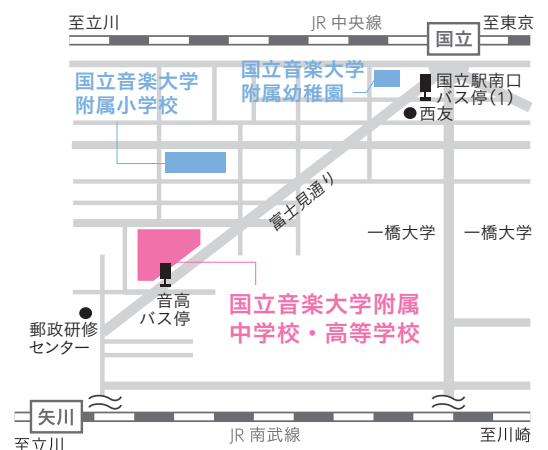 至立川
JR 中央線
至東京
国立
国立音楽大学
附属小学校
国立音楽大学
附属幼稚園
国立駅南口
バス停(1)
西友
富士見通り
一橋大学
一橋大学
音高
バス停
国立音楽大学附属
中学校・高等学校
郵政研修
センター
矢川
至立川
JR 南武線
至川崎